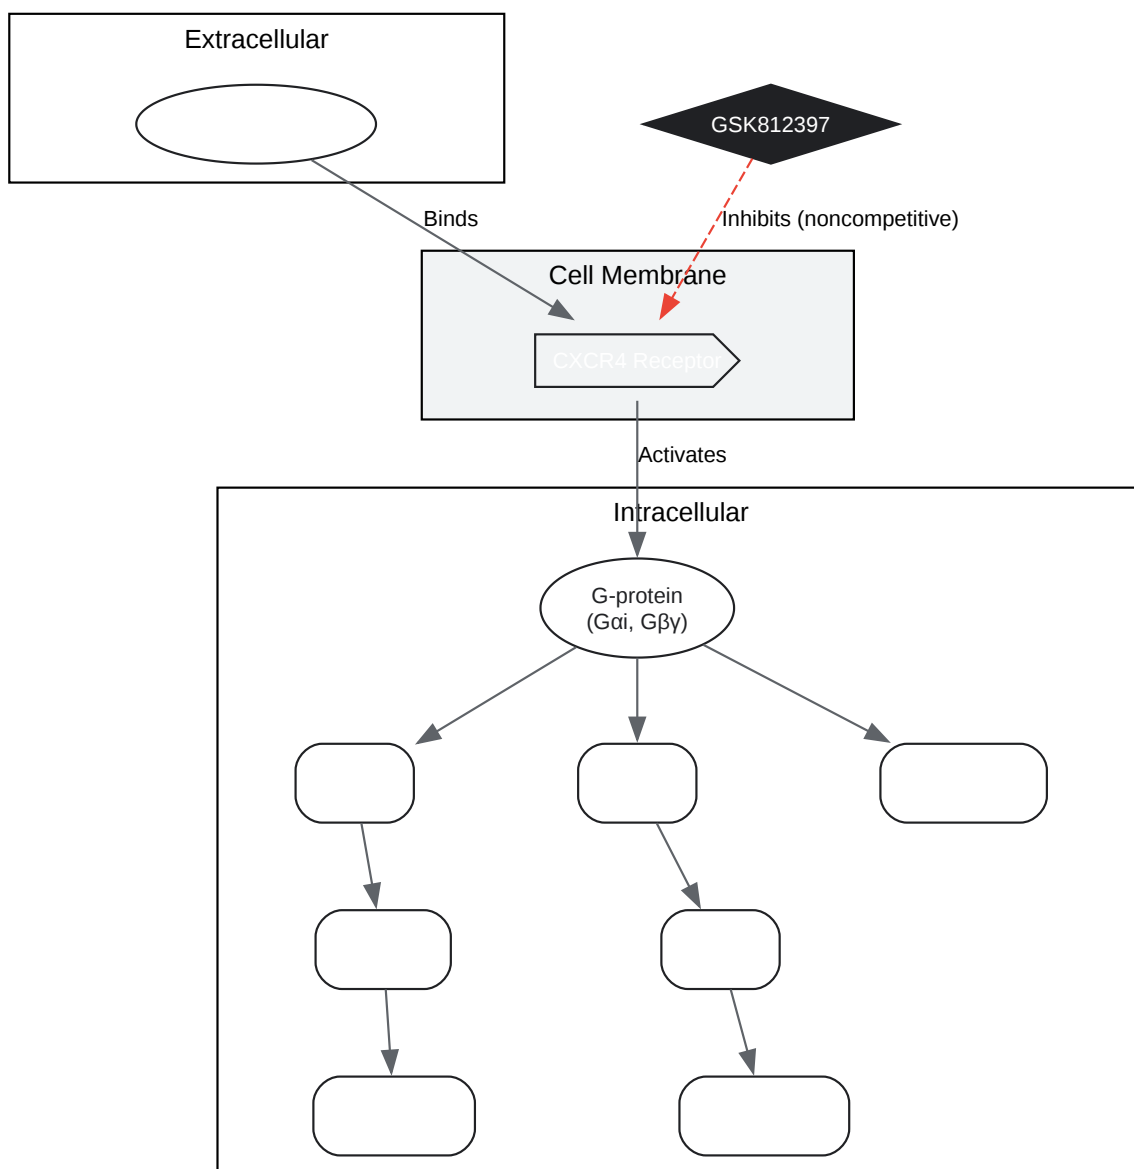 Extracellular
GSK812397
Binds
Inhibits (noncompetitive)
Cell Membrane
CXCR4 Receptor
Activates
Intracellular
G-protein
(Gαi, Gβγ)